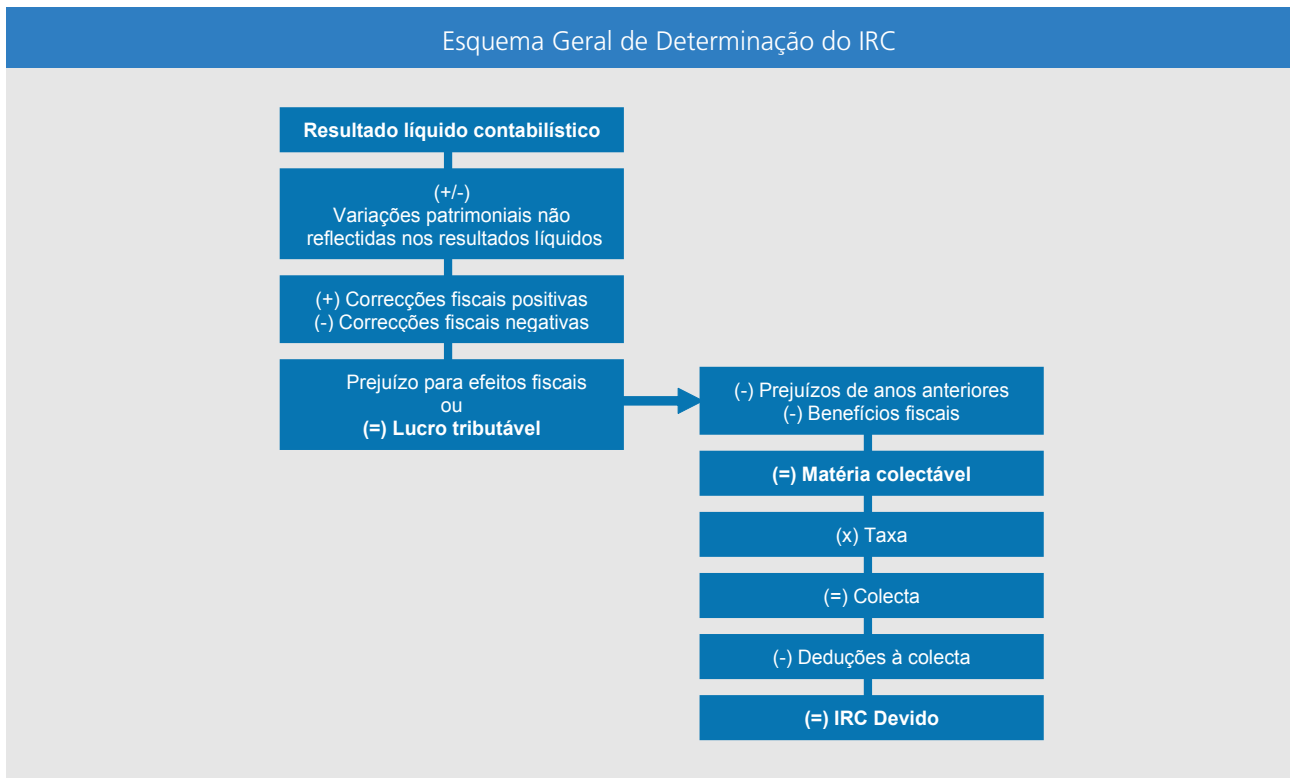 Esquema Geral de Determinação do IRC
Resultado líquido contabilístico
(+/-)
Variações patrimoniais não
reflectidas nos resultados líquidos
(+) Correcções fiscais positivas
(-) Correcções fiscais negativas
Prejuízo para efeitos fiscais
ou
(=) Lucro tributável
(-) Prejuízos de anos anteriores
(-) Benefícios fiscais
(=) Matéria colectável
(x) Taxa
(=) Colecta
(-) Deduções à colecta
(=) IRC Devido